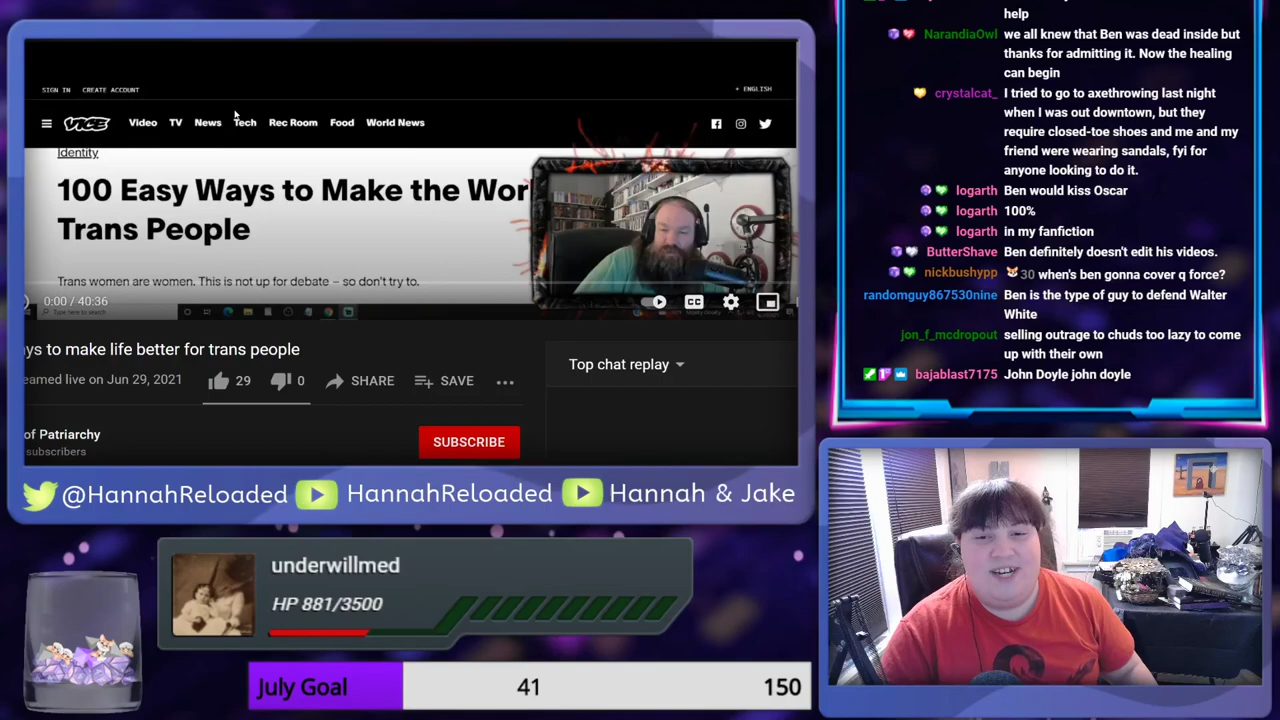 SIGN IN CREATE ACCOUNT + ENGLISH
VICE Video TV News Tech Rec Room Food World News
Identity
100 Easy Ways to Make the Wor
Trans People
Trans women are women. This is not up for debate – so don't try to.
0:00 / 40:36 CC
Type here to search
ys to make life better for trans people
eamed live on Jun 29, 2021 29 0 SHARE SAVE ...
of Patriarchy
subscribers
SUBSCRIBE
Top chat replay
@HannahReloaded HannahReloaded Hannah & Jake
underwillmed
HP 881/3500
July Goal 41 150
help
NarandiaOwl we all knew that Ben was dead inside but
thanks for admitting it. Now the healing
can begin
crystalcat_ I tried to go to axethrowing last night
when I was out downtown, but they
require closed-toe shoes and me and my
friend were wearing sandals, fyi for
anyone looking to do it.
logarth Ben would kiss Oscar
logarth 100%
logarth in my fanfiction
ButterShave Ben definitely doesn't edit his videos.
nickbushypp 30 when's ben gonna cover q force?
randomguy867530nine Ben is the type of guy to defend Walter
White
jon_f_mcdropout selling outrage to chuds too lazy to come
up with their own
bajablast7175 John Doyle john doyle